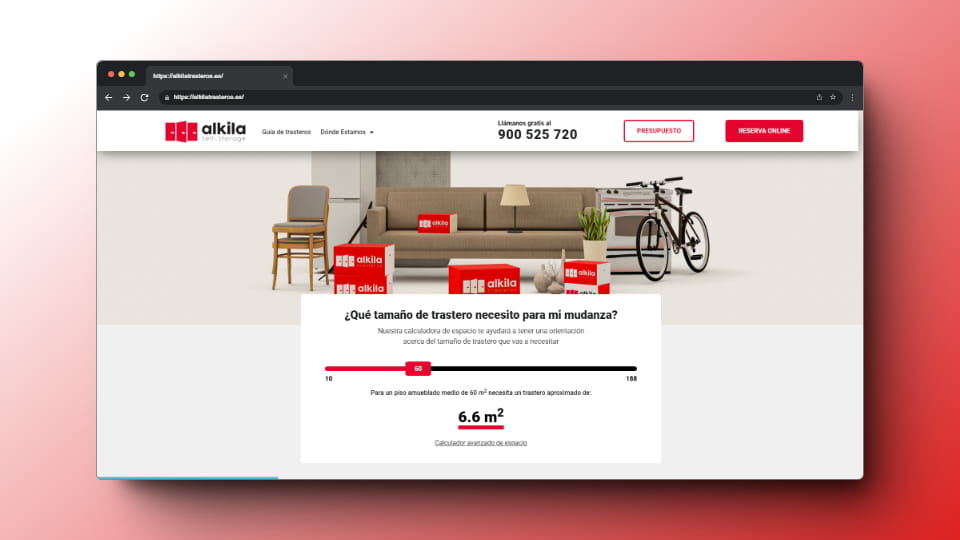 https://alkilatrasteros.es/
https://alkilatrasteros.es/
alkila
self-storage
Guía de trasteros
Dónde Estamos
Llámanos gratis al
900 525 720
PRESUPUESTO
RESERVA ONLINE
alkila
alkila
alkila
alkila
alkila
alkila
¿Qué tamaño de trastero necesito para mi mudanza?
Nuestra calculadora de espacio te ayudará a tener una orientación
acerca del tamaño de trastero que vas a necesitar
60
10
188
Para un piso amueblado medio de 60 m² necesita un trastero aproximado de:
6.6 m²
Calculador avanzado de espacio